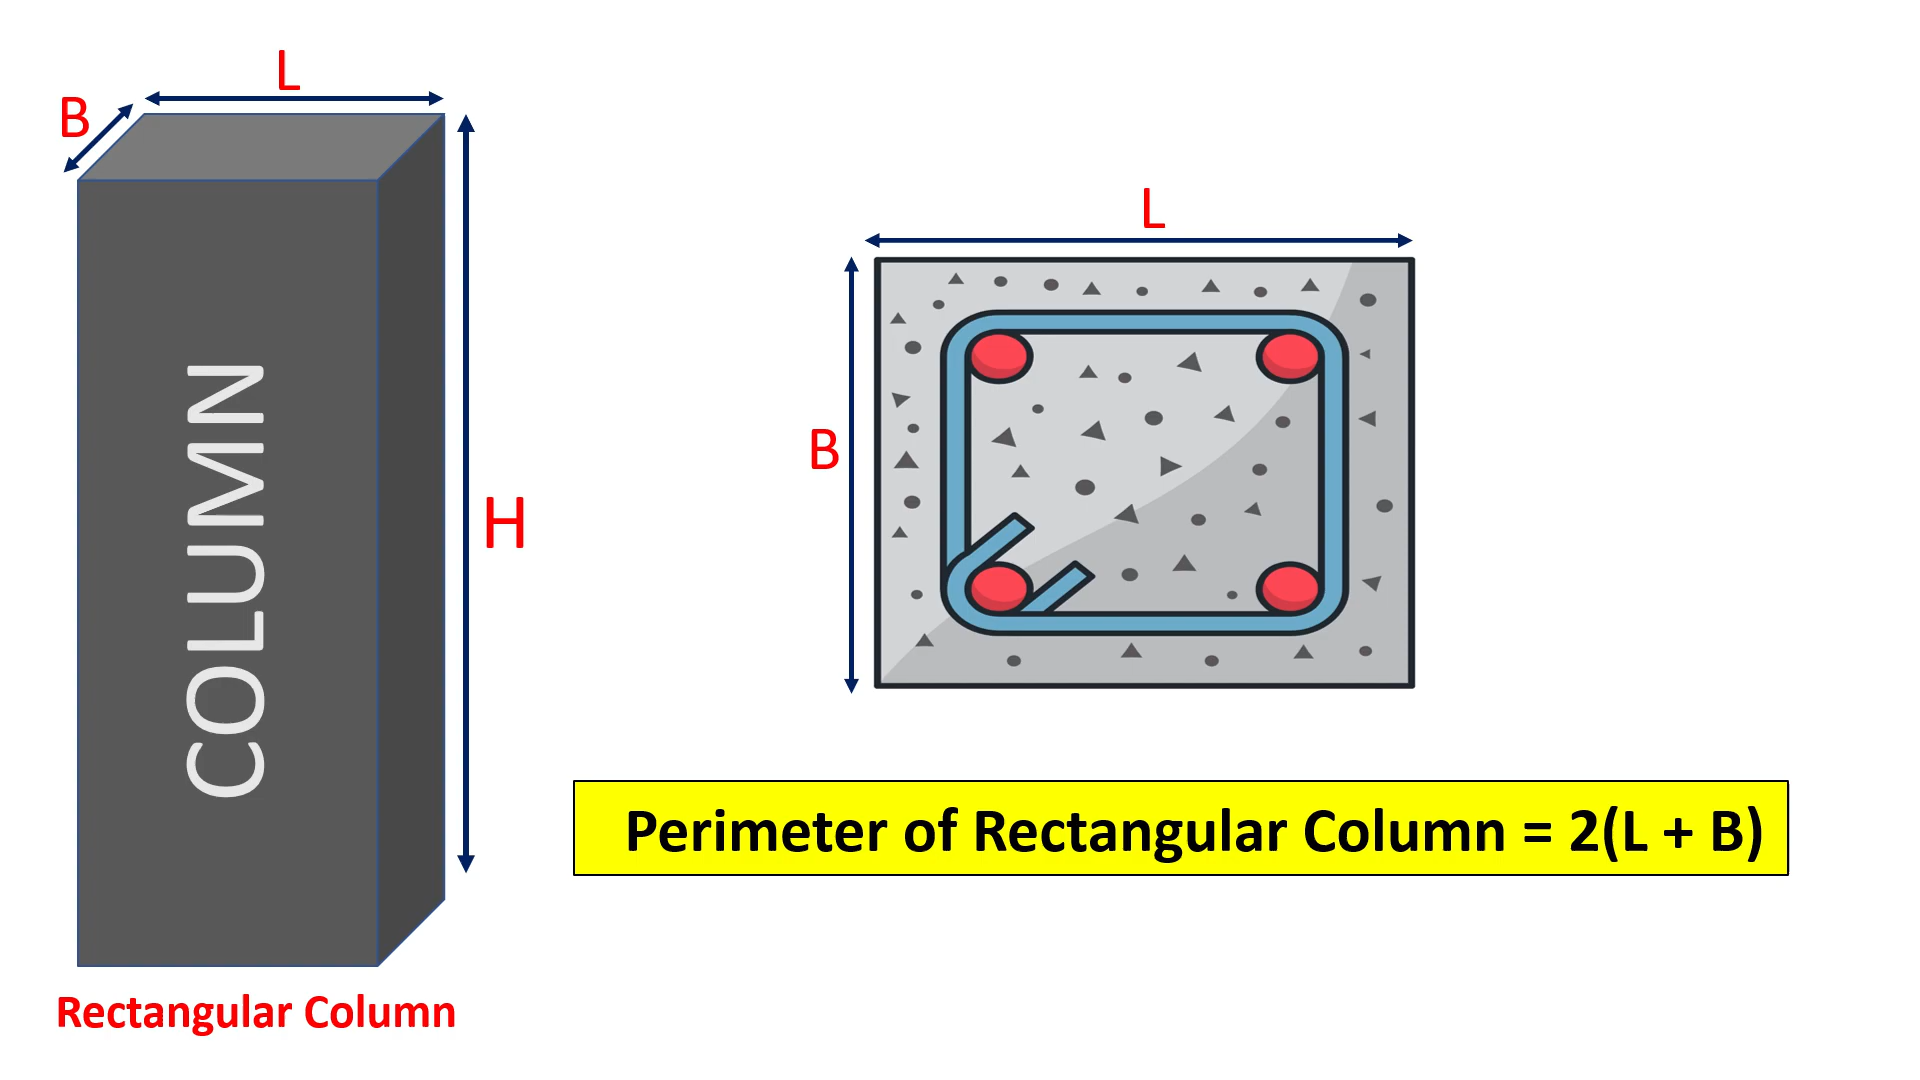 L
B
H
COLUMN
Rectangular Column
L
B
Perimeter of Rectangular Column = 2(L + B)